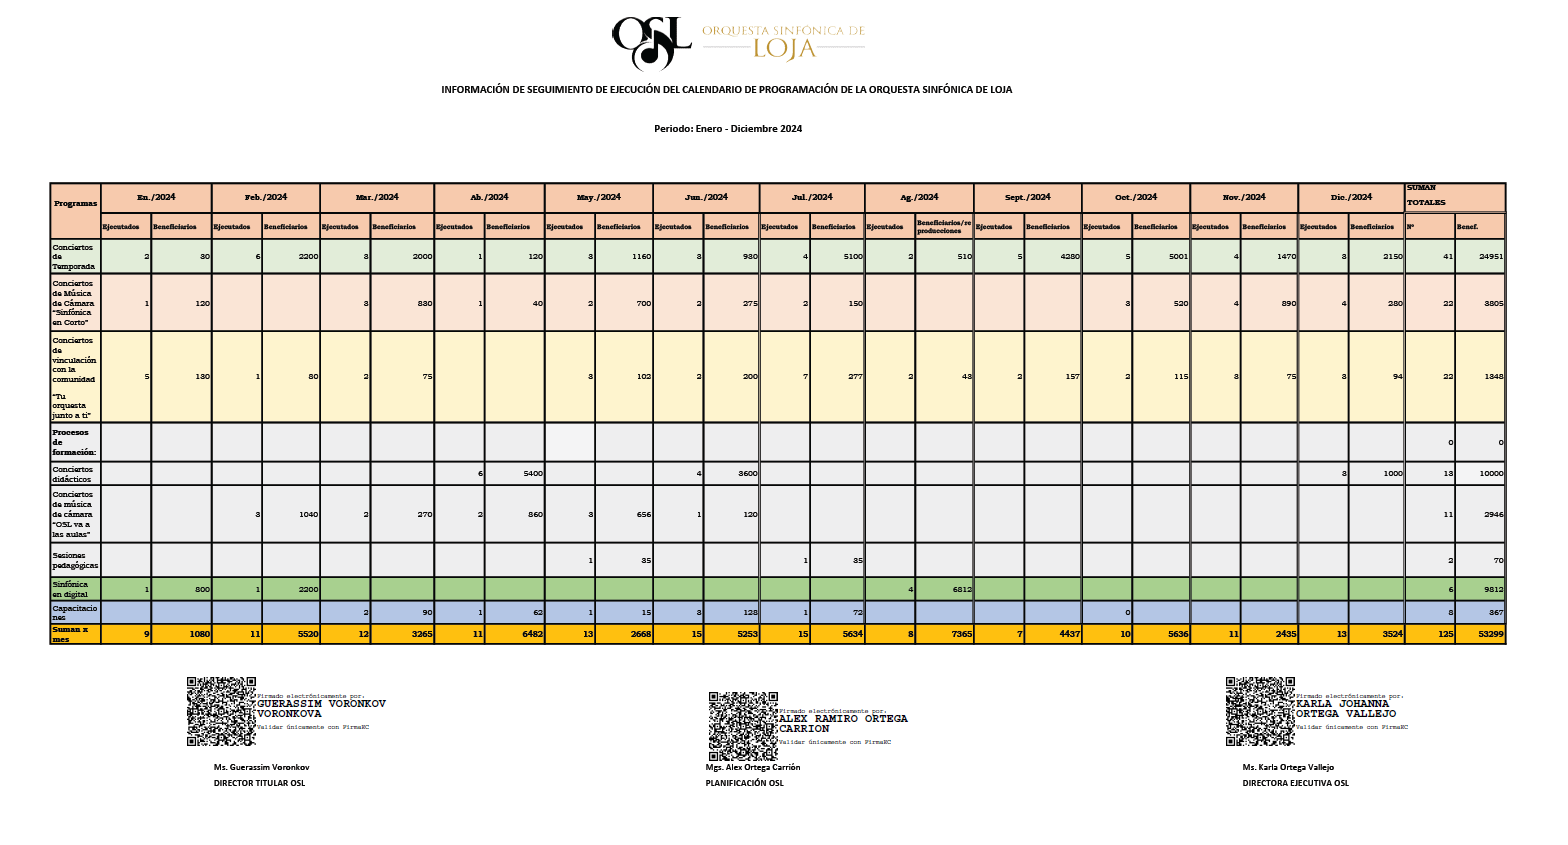 OSL ORQUESTA SINFÓNICA DE
LOJA
INFORMACIÓN DE SEGUIMIENTO DE EJECUCIÓN DEL CALENDARIO DE PROGRAMACIÓN DE LA ORQUESTA SINFÓNICA DE LOJA
Periodo: Enero - Diciembre 2024
Programas En./2024 Feb./2024 Mar./2024 Ab./2024 May./2024 Jun./2024 Jul./2024 Ag./2024 Sept./2024 Oct./2024 Nov./2024 Dic./2024 SUMAN
TOTALES
Ejecutados Beneficiarios Ejecutados Beneficiarios Ejecutados Beneficiarios Ejecutados Beneficiarios Ejecutados Beneficiarios Ejecutados Beneficiarios Ejecutados Beneficiarios Ejecutados Beneficiarios/re
producciones Ejecutados Beneficiarios Ejecutados Beneficiarios Ejecutados Beneficiarios Ejecutados Beneficiarios Nº Benef.
Conciertos
de
Temporada
2 80 6 2200 3 2000 1 120 3 1160 3 930 4 5100 2 510 5 4280 5 5001 4 1470 3 2150 41 24951
Conciertos
de Música
de Cámara
"Sinfónica
en Corto"
1 120 3 830 1 40 2 700 2 275 2 150 3 520 4 890 4 280 22 3805
Conciertos
de
vinculación
con la
comunidad
"Tu
orquesta
junto a ti"
5 130 1 80 2 75 3 102 2 200 7 277 2 43 2 157 2 115 3 75 3 94 22 1348
Procesos
de
formación:
0 0
Conciertos
didácticos
6 5400 4 3600 3 1000 13 10000
Conciertos
de música
de cámara
"OSL va a
las aulas"
3 1040 2 270 2 860 3 656 1 120 11 2946
Sesiones
pedagógicas
1 35 1 35 2 70
Sinfónica
en digital
1 800 1 2200 4 6812 6 9812
Capacitacio
nes
2 90 1 62 1 15 3 128 1 72 0 8 367
Suman x
mes
9 1080 11 5520 12 3265 11 6482 13 2668 15 5253 15 5634 8 7365 7 4437 10 5636 11 2435 13 3524 125 53299
Firmado electrónicamente por:
GUERASSIM VORONKOV
VORONKOVA
Validar únicamente con FirmaEC
Ms. Guerassim Voronkov
DIRECTOR TITULAR OSL
Firmado electrónicamente por:
ALEX RAMIRO ORTEGA
CARRION
Validar únicamente con FirmaEC
Mgs. Alex Ortega Carrión
PLANIFICACIÓN OSL
Firmado electrónicamente por:
KARLA JOHANNA
ORTEGA VALLEJO
Validar únicamente con FirmaEC
Ms. Karla Ortega Vallejo
DIRECTORA EJECUTIVA OSL